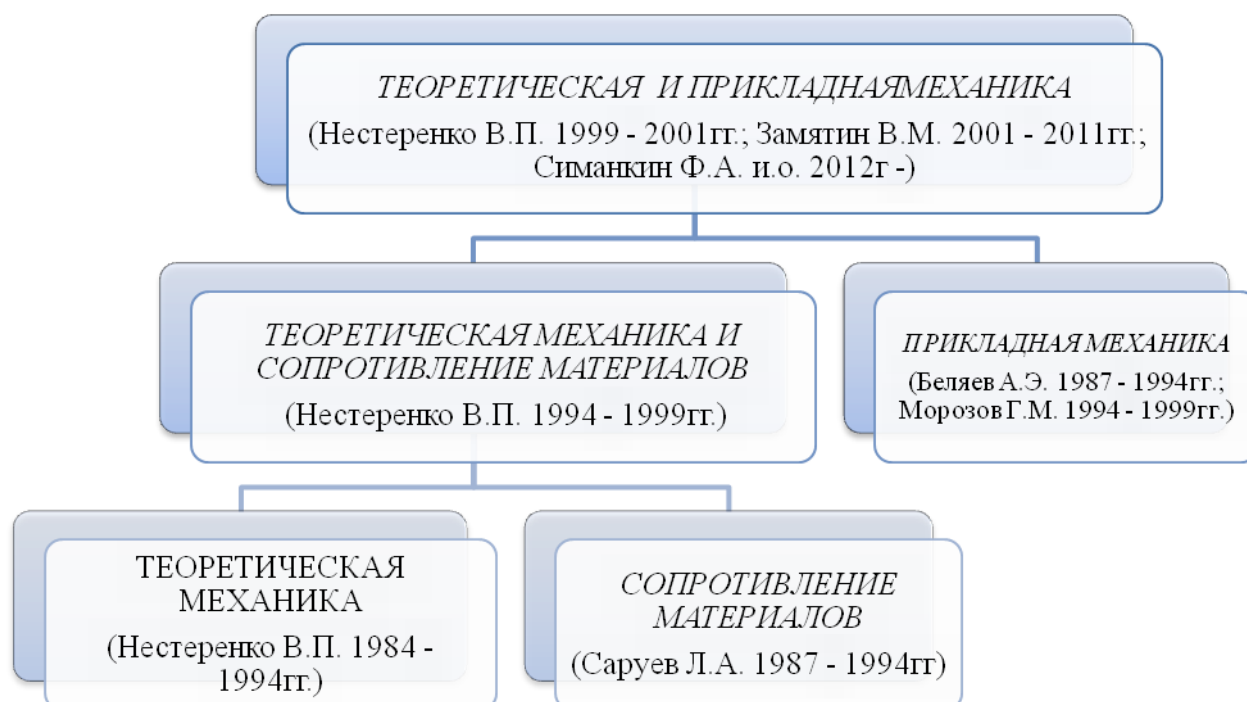 ТЕОРЕТИЧЕСКАЯ И ПРИКЛАДНАЯМЕХАНИКА
(Нестеренко В.П. 1999 - 2001гг.; Замятин В.М. 2001 - 2011гг.;
Симанкин Ф.А. и.о. 2012г -)
ТЕОРЕТИЧЕСКАЯ МЕХАНИКА И
СОПРОТИВЛЕНИЕ МАТЕРИАЛОВ
(Нестеренко В.П. 1994 - 1999гг.)
ПРИКЛАДНАЯ МЕХАНИКА
(Беляев А.Э. 1987 - 1994гг.;
Морозов Г.М. 1994 - 1999гг.)
ТЕОРЕТИЧЕСКАЯ
МЕХАНИКА
(Нестеренко В.П. 1984 -
1994гг.)
СОПРОТИВЛЕНИЕ
МАТЕРИАЛОВ
(Саруев Л.А. 1987 - 1994гг)